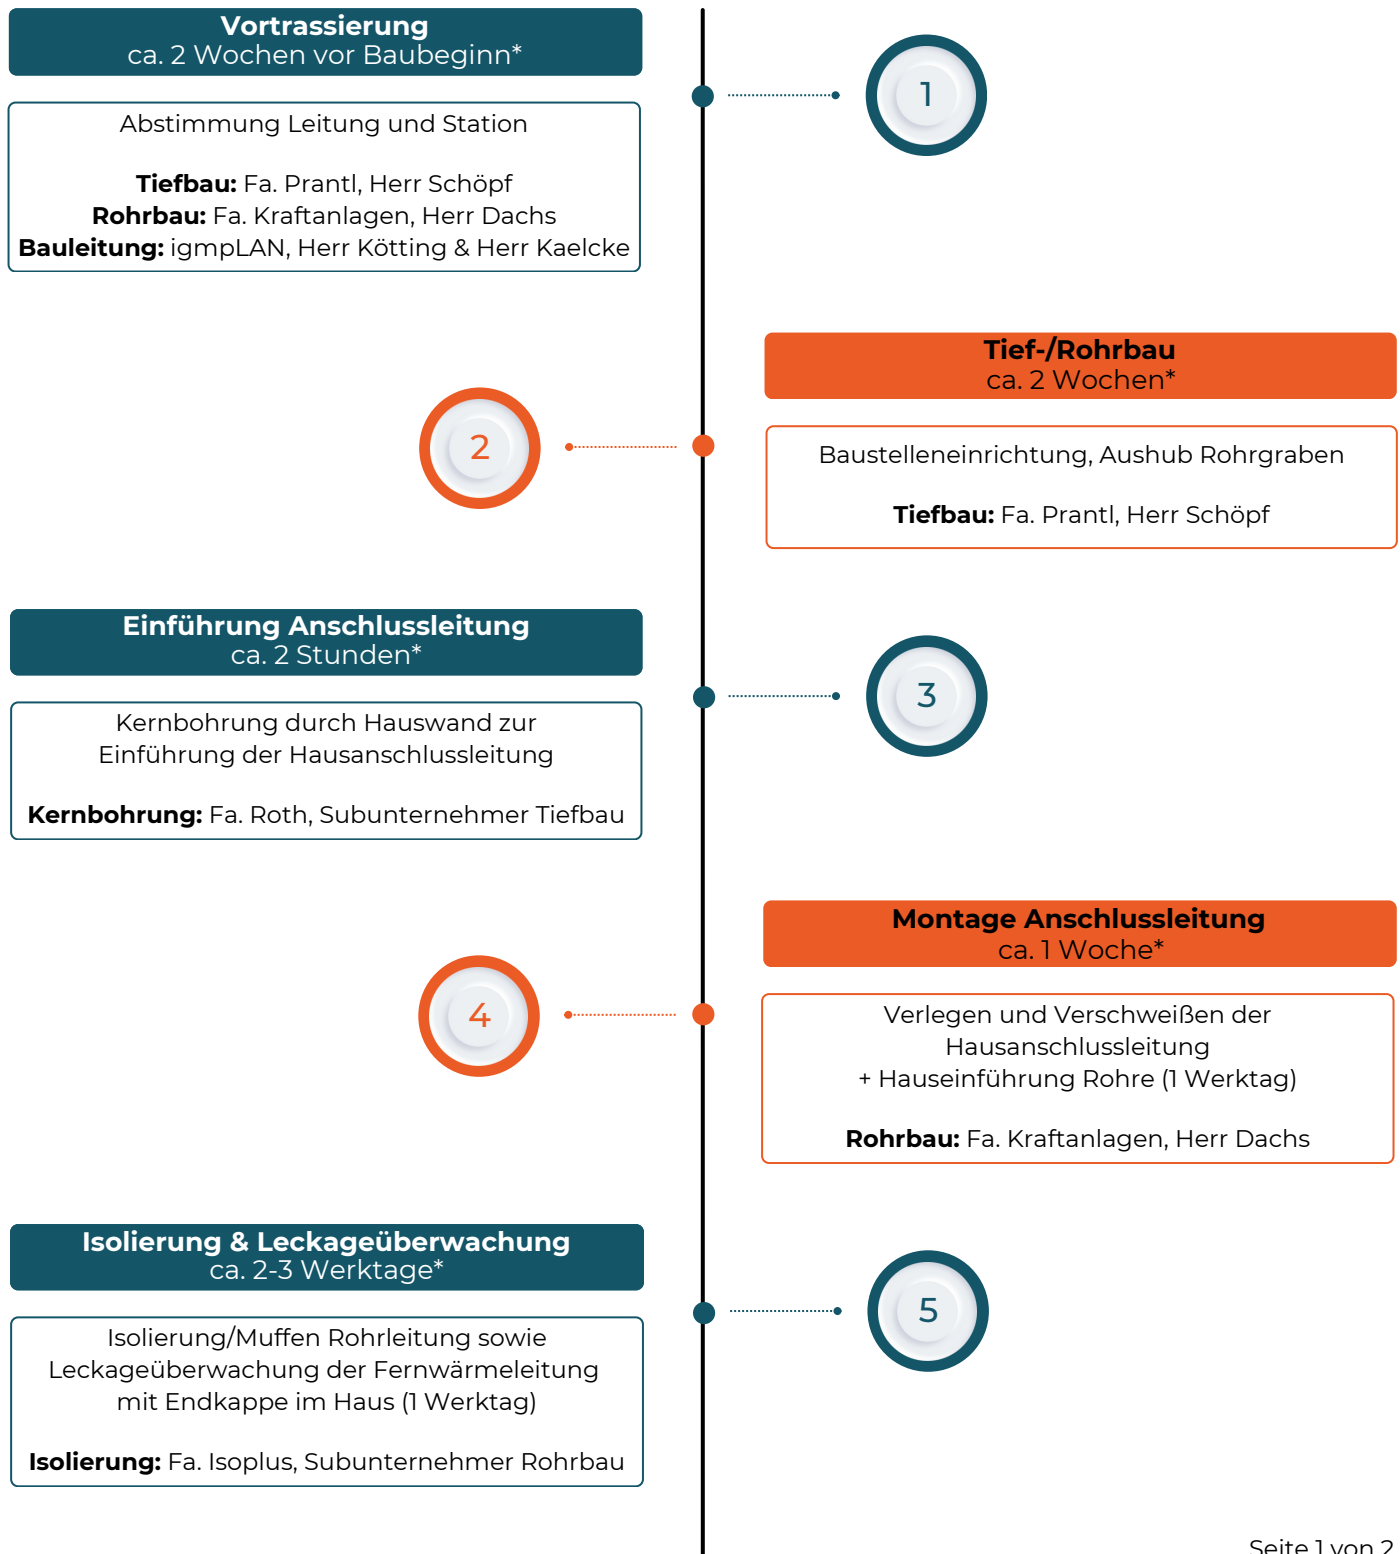 Vortrassierung
ca. 2 Wochen vor Baubeginn*
1
Abstimmung Leitung und Station
Tiefbau: Fa. Prantl, Herr Schöpf
Rohrbau: Fa. Kraftanlagen, Herr Dachs
Bauleitung: igmpLAN, Herr Kötting & Herr Kaelcke
Tief-/Rohrbau
ca. 2 Wochen*
2
Baustelleneinrichtung, Aushub Rohrgraben
Tiefbau: Fa. Prantl, Herr Schöpf
Einführung Anschlussleitung
ca. 2 Stunden*
3
Kernbohrung durch Hauswand zur
Einführung der Hausanschlussleitung
Kernbohrung: Fa. Roth, Subunternehmer Tiefbau
Montage Anschlussleitung
ca. 1 Woche*
4
Verlegen und Verschweißen der
Hausanschlussleitung
+ Hauseinführung Rohre (1 Werktag)
Rohrbau: Fa. Kraftanlagen, Herr Dachs
Isolierung & Leckageüberwachung
ca. 2-3 Werktage*
5
Isolierung/Muffen Rohrleitung sowie
Leckageüberwachung der Fernwärmeleitung
mit Endkappe im Haus (1 Werktag)
Isolierung: Fa. Isoplus, Subunternehmer Rohrbau
Seite 1 von 2